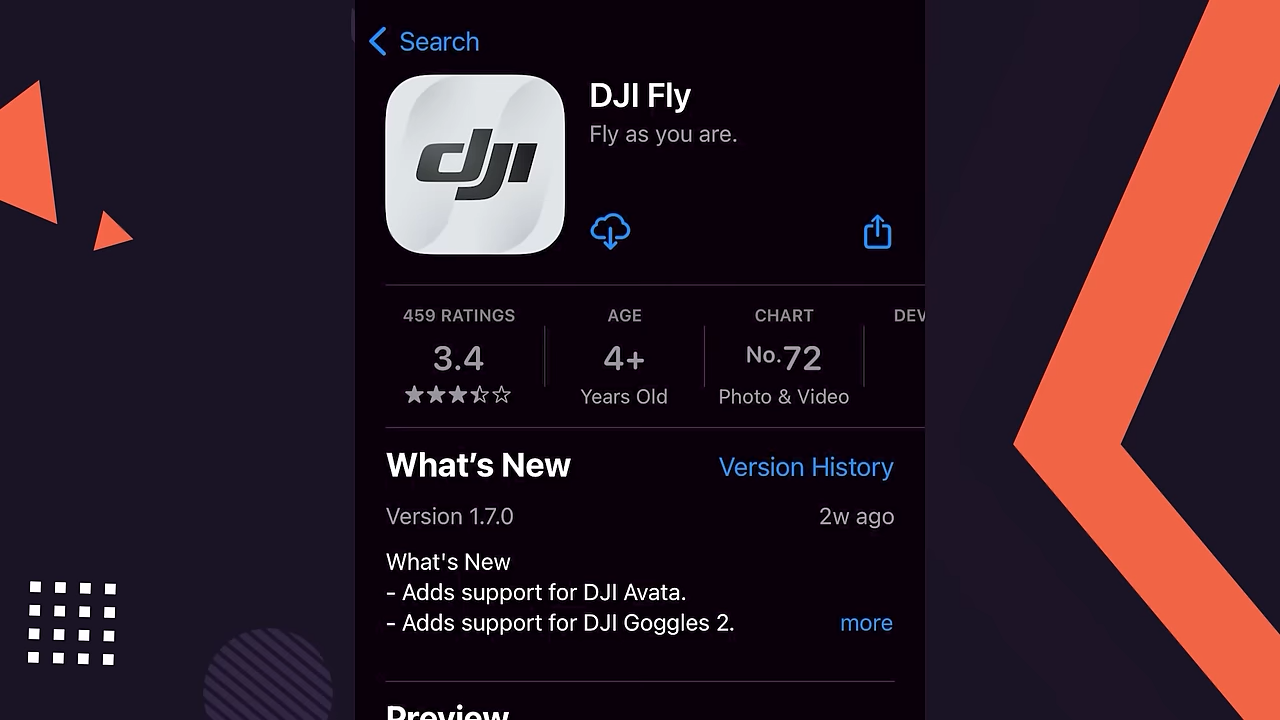 Search
dji
DJI Fly
Fly as you are.
459 RATINGS
3.4
AGE
4+
Years Old
CHART
No.72
Photo & Video
DEV
What's New
Version History
Version 1.7.0
2w ago
What's New
- Adds support for DJI Avata.
- Adds support for DJI Goggles 2.
more
Preview